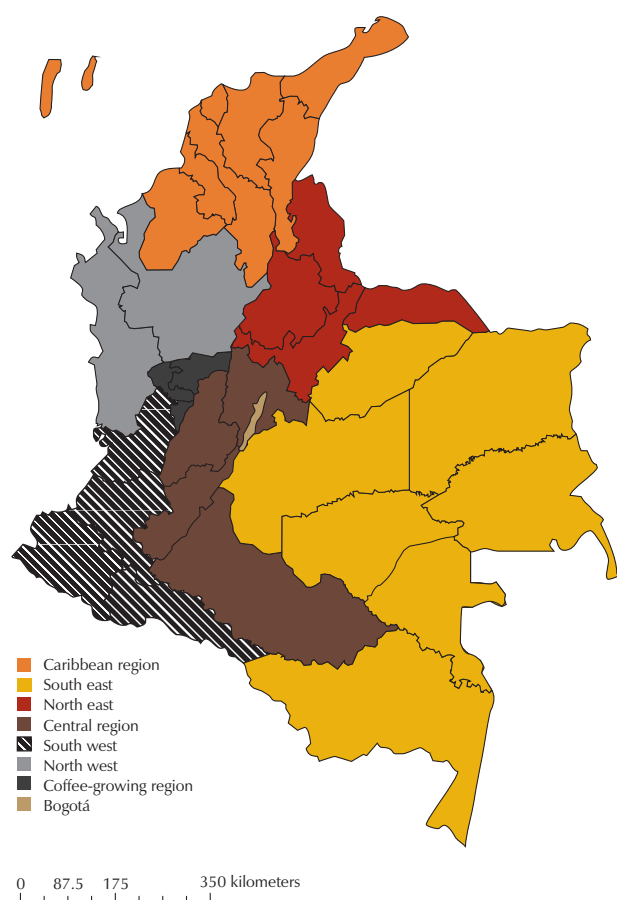 Caribbean region
South east
North east
Central region
South west
North west
Coffee-growing region
Bogotá
0 87.5 175 350 kilometers